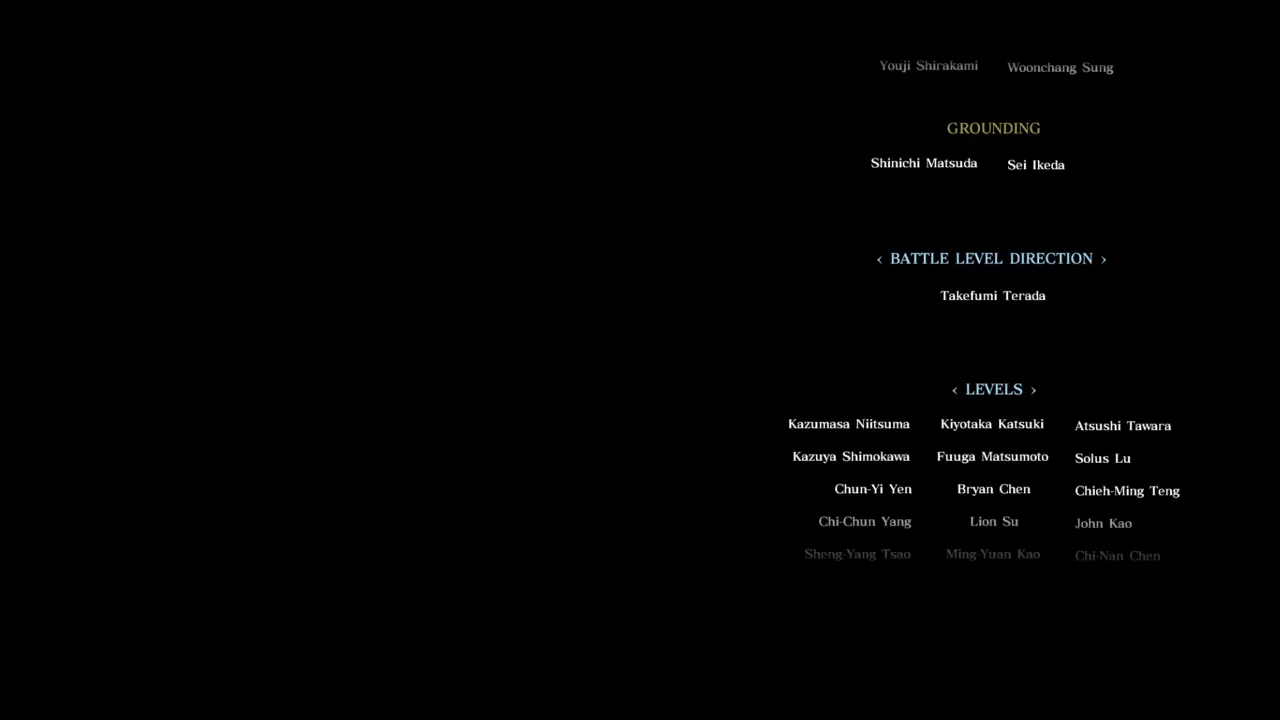 Youji Shirakami Woonchang Sung
GROUNDING
Shinichi Matsuda Sei Ikeda
‹ BATTLE LEVEL DIRECTION ›
Takefumi Terada
‹ LEVELS ›
Kazumasa Niitsuma Kiyotaka Katsuki Atsushi Tawara
Kazuya Shimokawa Fuuga Matsumoto Solus Lu
Chun-Yi Yen Bryan Chen Chieh-Ming Teng
Chi-Chun Yang Lion Su John Kao
Sheng-Yang Tsao Ming-Yuan Kao Chi-Nan Chen